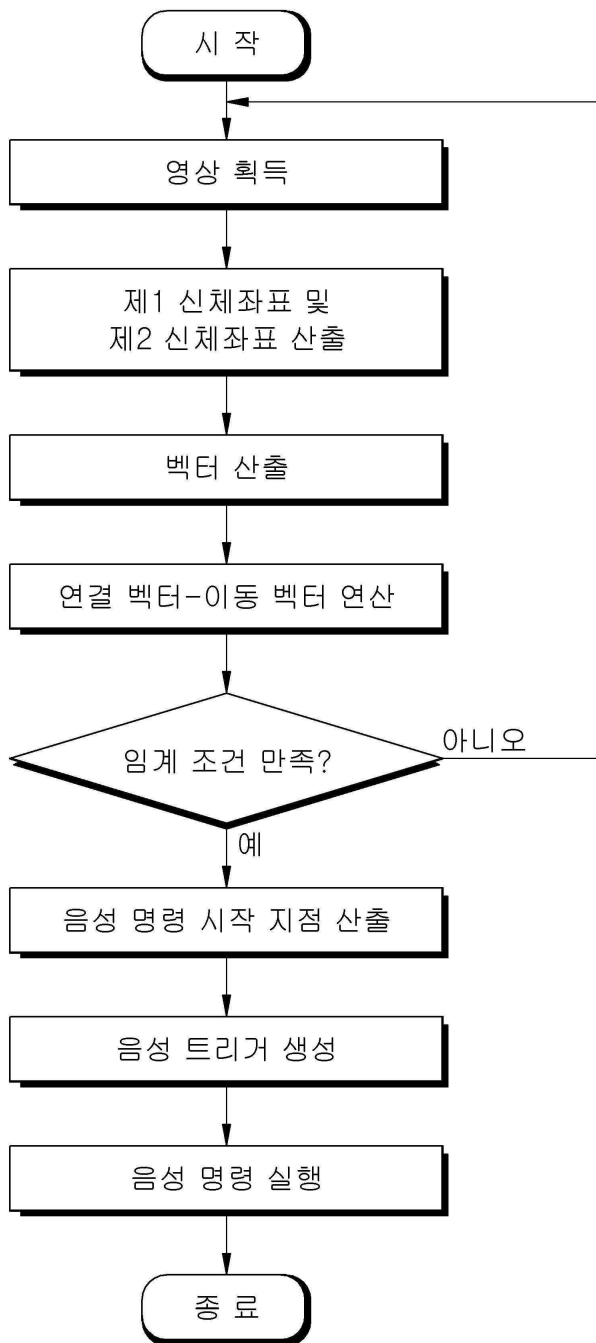 시 작
영상 획득
제1 신체좌표 및
제2 신체좌표 산출
벡터 산출
연결 벡터-이동 벡터 연산
임계 조건 만족?
아니오
예
음성 명령 시작 지점 산출
음성 트리거 생성
음성 명령 실행
종 료